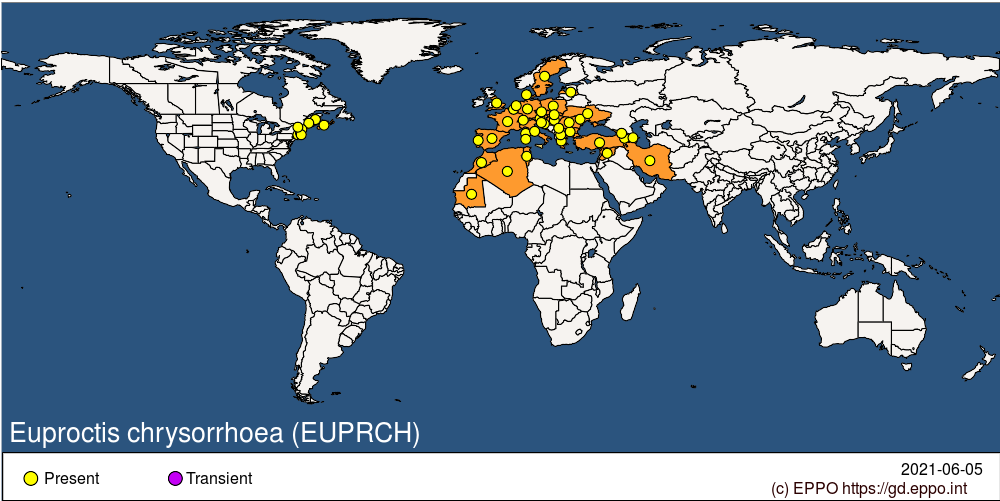 Euproctis chrysorrhoea (EUPRCH)
Present
Transient
2021-06-05
(c) EPPO https://gd.eppo.int